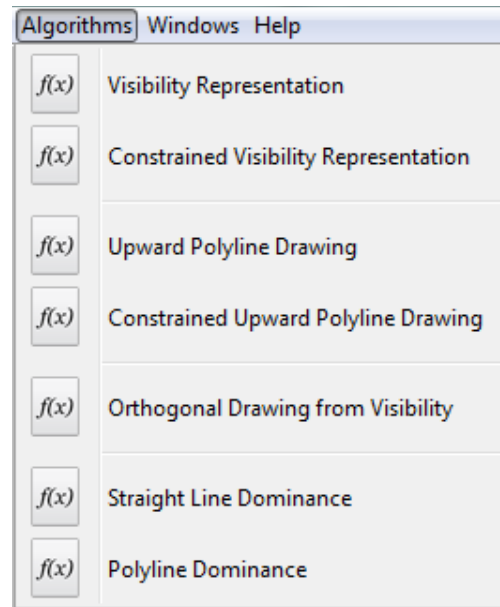 Algorithms Windows Help
f(x) Visibility Representation
f(x) Constrained Visibility Representation
f(x) Upward Polyline Drawing
f(x) Constrained Upward Polyline Drawing
f(x) Orthogonal Drawing from Visibility
f(x) Straight Line Dominance
f(x) Polyline Dominance